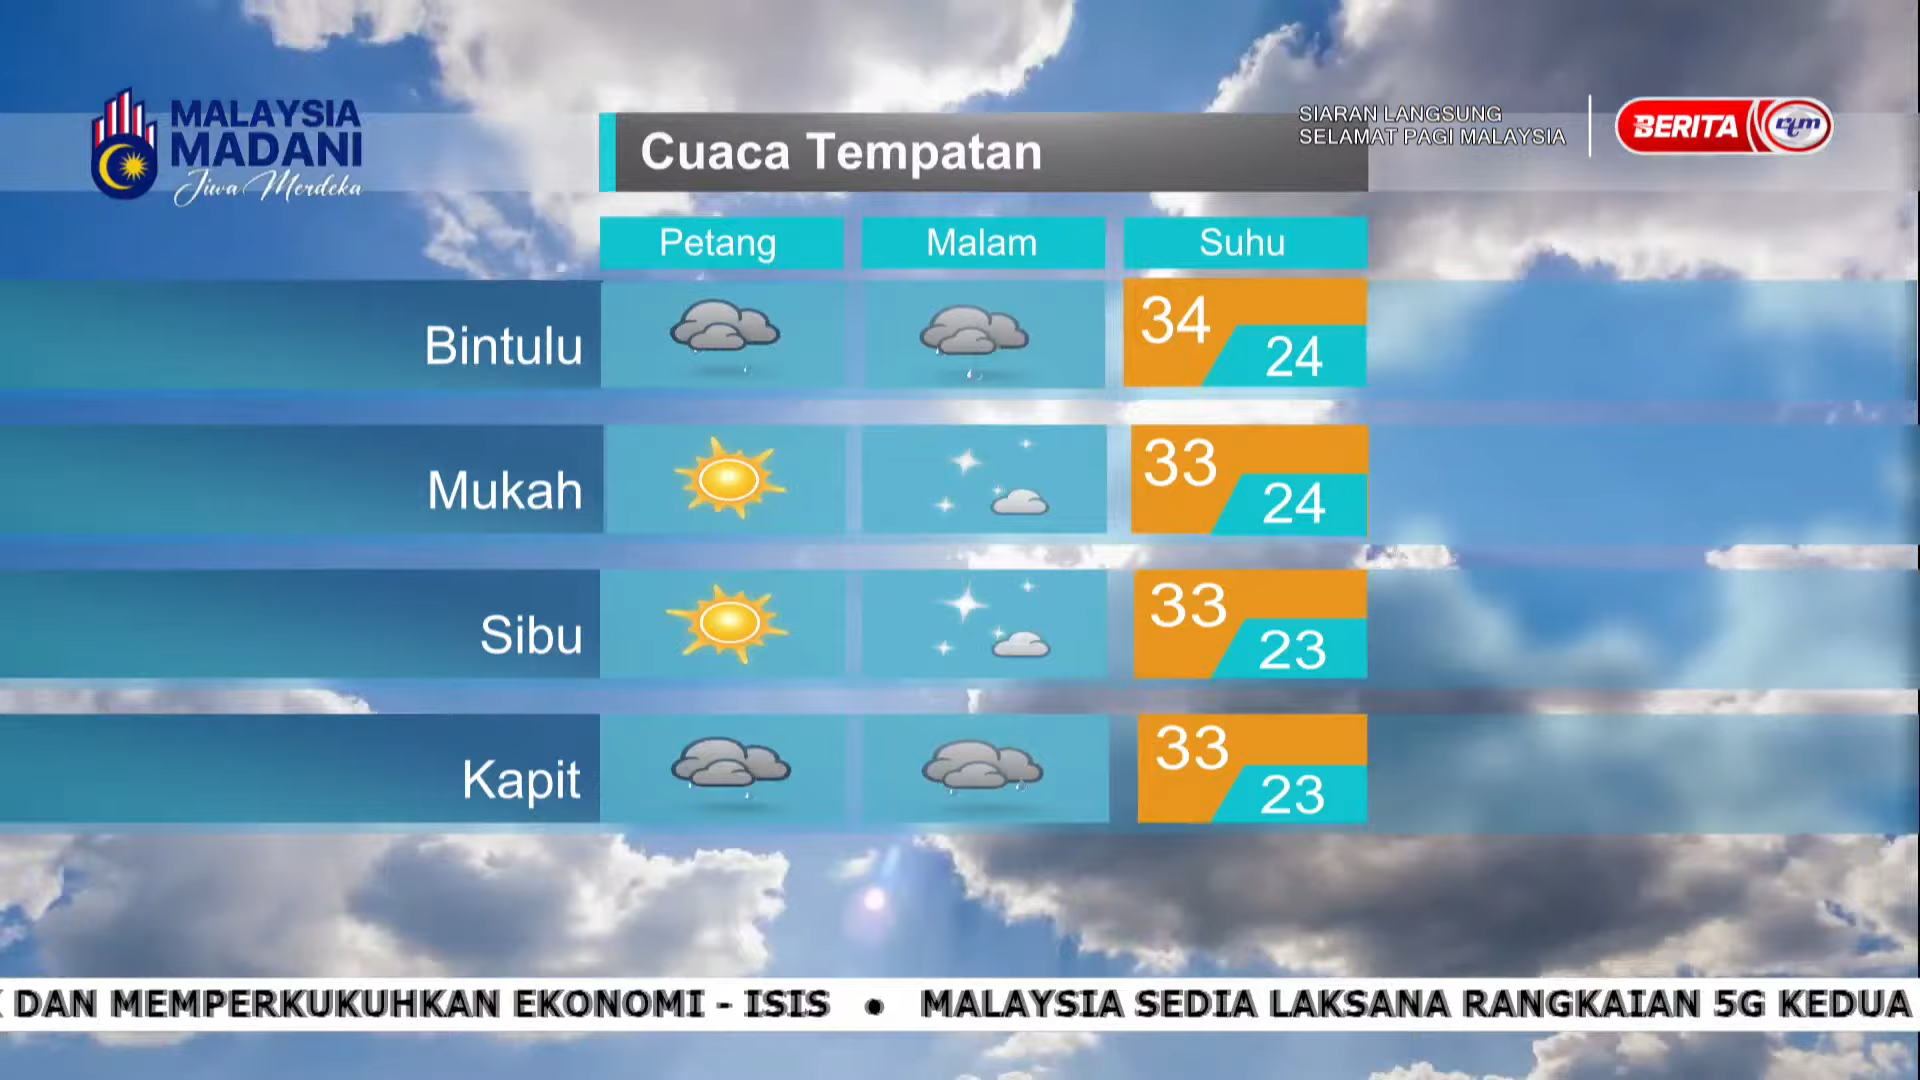 MALAYSIA
MADANI
Jiwa Merdeka
Cuaca Tempatan
SIARAN LANGSUNG
SELAMAT PAGI MALAYSIA
BERITA rtm
Petang Malam Suhu
Bintulu 34 24
Mukah 33 24
Sibu 33 23
Kapit 33 23
DAN MEMPERKUKUHKAN EKONOMI - ISIS • MALAYSIA SEDIA LAKSANA RANGKAIAN 5G KEDUA